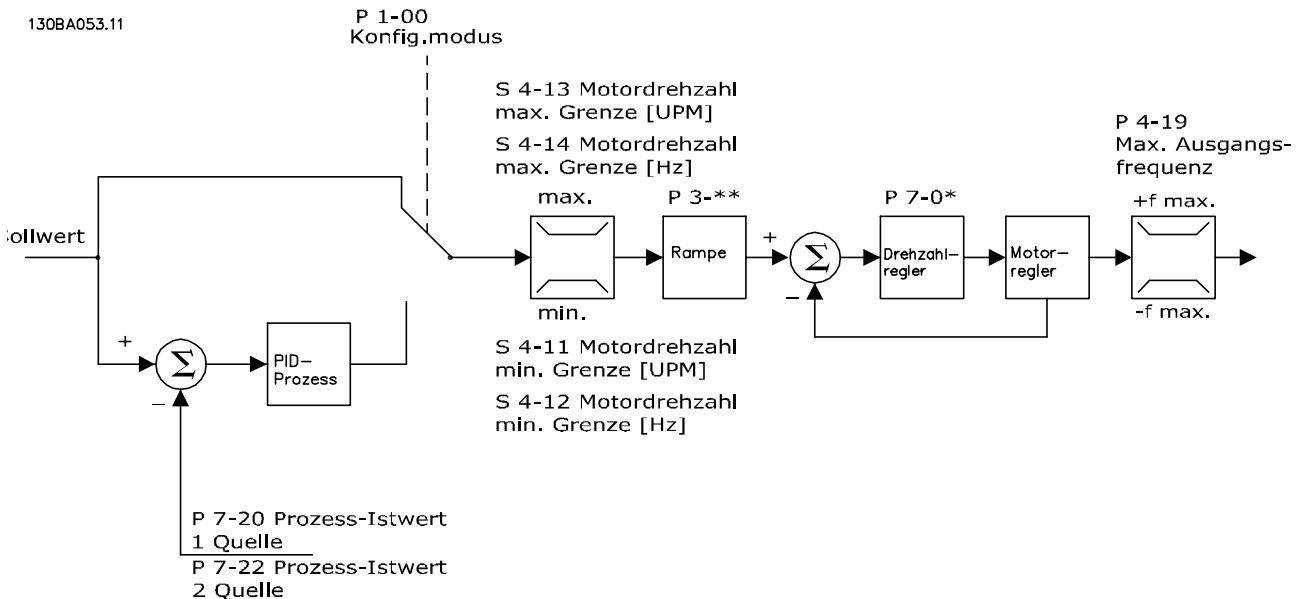 130BA053.11
P 1-00
Konfig.modus
S 4-13 Motordrehzahl
max. Grenze [UPM]
S 4-14 Motordrehzahl
max. Grenze [Hz]
P 4-19
Max. Ausgangs-
frequenz
max.
P 3-**
P 7-0*
+f max.
ollwert
+
Σ
−
PID-
Prozess
Rampe
+
Σ
−
Drehzahl-
regler
Motor-
regler
min.
-f max.
S 4-11 Motordrehzahl
min. Grenze [UPM]
S 4-12 Motordrehzahl
min. Grenze [Hz]
P 7-20 Prozess-Istwert
1 Quelle
P 7-22 Prozess-Istwert
2 Quelle